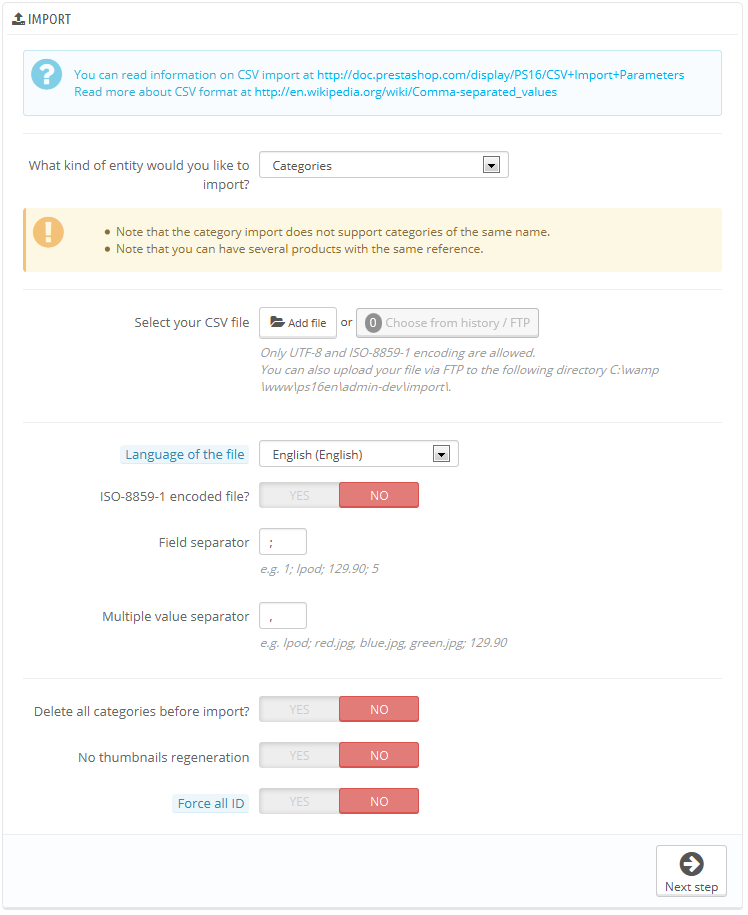 IMPORT
You can read information on CSV import at http://doc.prestashop.com/display/PS16/CSV+Import+Parameters
Read more about CSV format at http://en.wikipedia.org/wiki/Comma-separated_values
What kind of entity would you like to
import?
Categories
Note that the category import does not support categories of the same name.
Note that you can have several products with the same reference.
Select your CSV file
Add file or 0 Choose from history / FTP
Only UTF-8 and ISO-8859-1 encoding are allowed.
You can also upload your file via FTP to the following directory C:\wamp
\www\ps16en\admin-dev\import\.
Language of the file English (English)
ISO-8859-1 encoded file? YES NO
Field separator ;
e.g. 1; Ipod; 129.90; 5
Multiple value separator ,
e.g. Ipod; red.jpg, blue.jpg, green.jpg; 129.90
Delete all categories before import? YES NO
No thumbnails regeneration YES NO
Force all ID YES NO
Next step